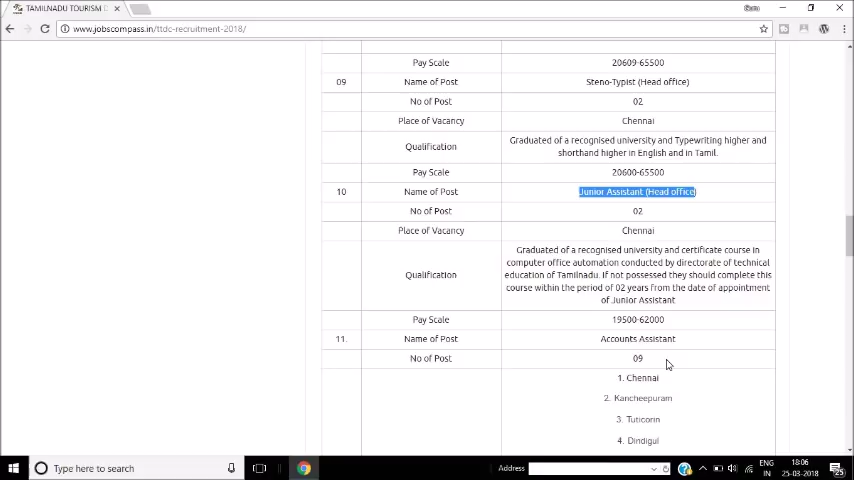 TAMILNADU TOURISM D
Guru
www.jobscompass.in/ttdc-recruitment-2018/
Pay Scale 20609-65500
09 Name of Post Steno-Typist (Head office)
No of Post 02
Place of Vacancy Chennai
Qualification Graduated of a recognised university and Typewriting higher and
shorthand higher in English and in Tamil.
Pay Scale 20600-65500
10 Name of Post Junior Assistant (Head office)
No of Post 02
Place of Vacancy Chennai
Qualification Graduated of a recognised university and certificate course in
computer office automation conducted by directorate of technical
education of Tamilnadu. If not possessed they should complete this
course within the period of 02 years from the date of appointment
of Junior Assistant
Pay Scale 19500-62000
11. Name of Post Accounts Assistant
No of Post 09
1. Chennai
2. Kancheepuram
3. Tuticorin
4. Dindigul
Type here to search
Address
ENG
IN
18:06
25-03-2018
25